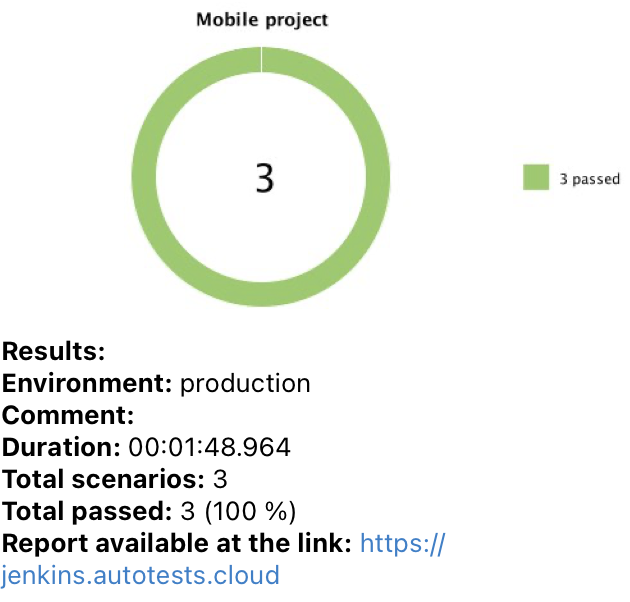 Mobile project
3
3 passed
Results:
Environment: production
Comment:
Duration: 00:01:48.964
Total scenarios: 3
Total passed: 3 (100 %)
Report available at the link: https://
jenkins.autotests.cloud